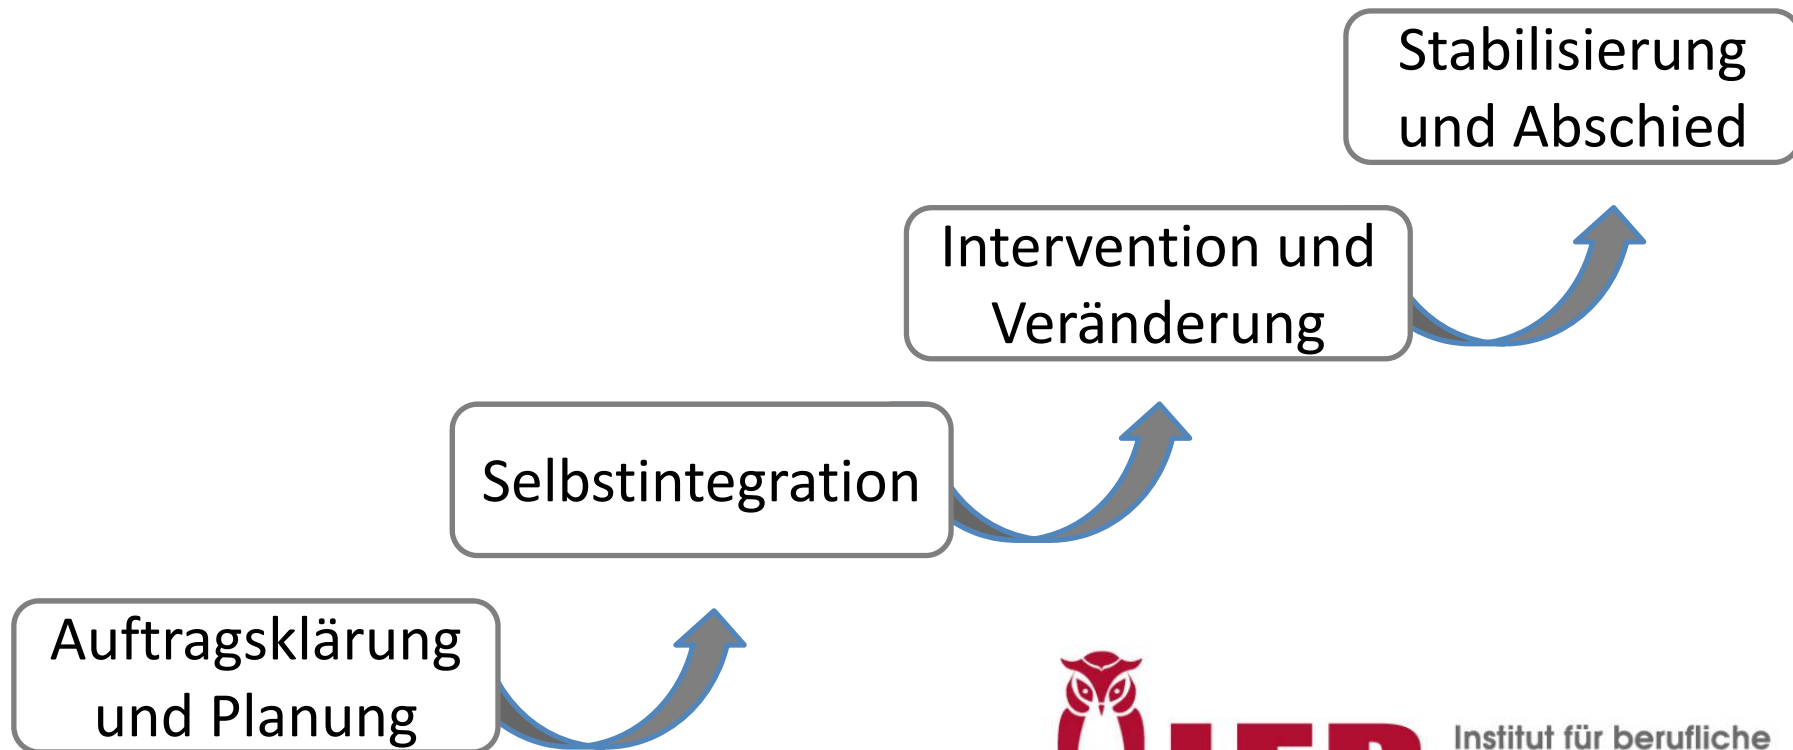 Stabilisierung
und Abschied
Intervention und
Veränderung
Selbstintegration
Auftragsklärung
und Planung
Institut für berufliche